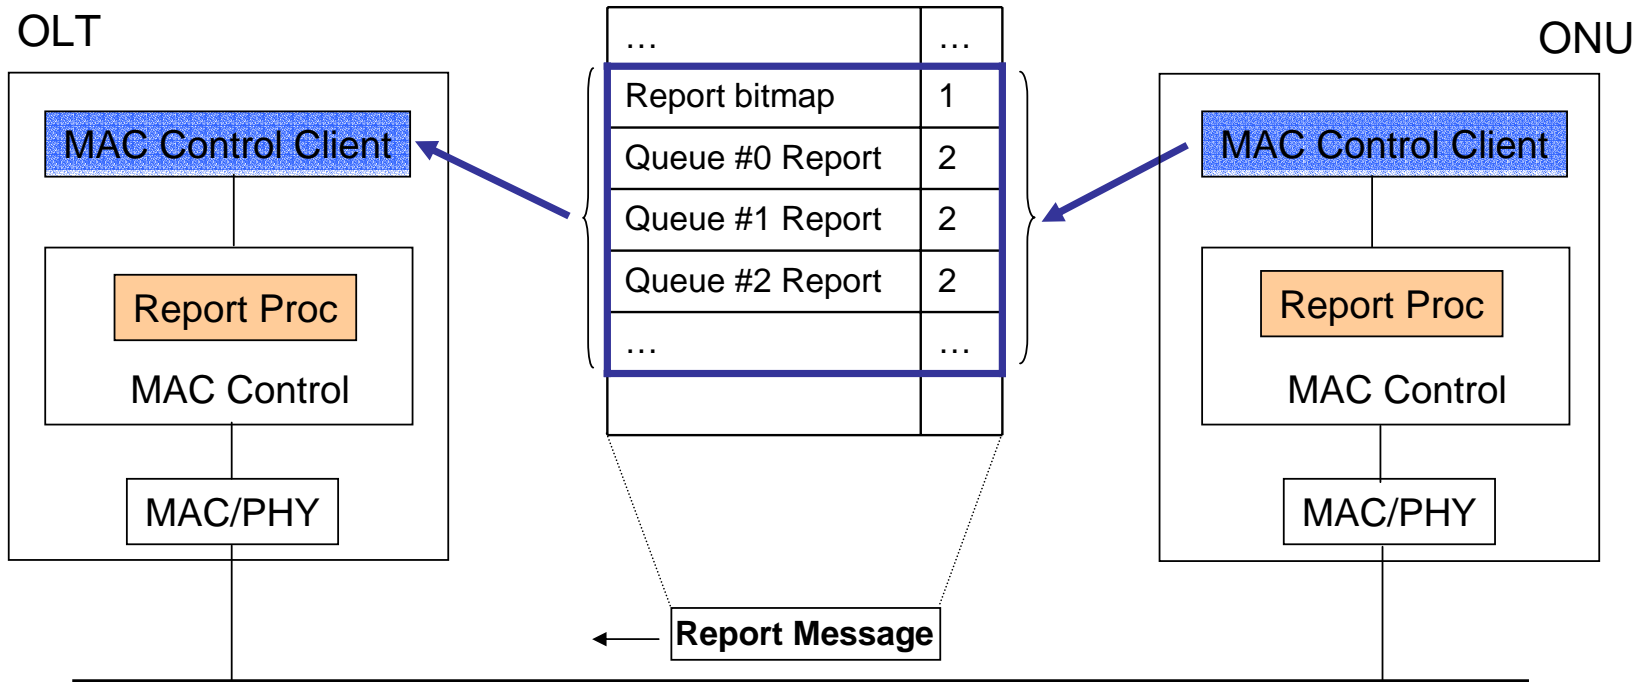 OLT
ONU
MAC Control Client
Report Proc
MAC Control
MAC/PHY
… …
Report bitmap 1
Queue #0 Report 2
Queue #1 Report 2
Queue #2 Report 2
… …
Report Message
MAC Control Client
Report Proc
MAC Control
MAC/PHY